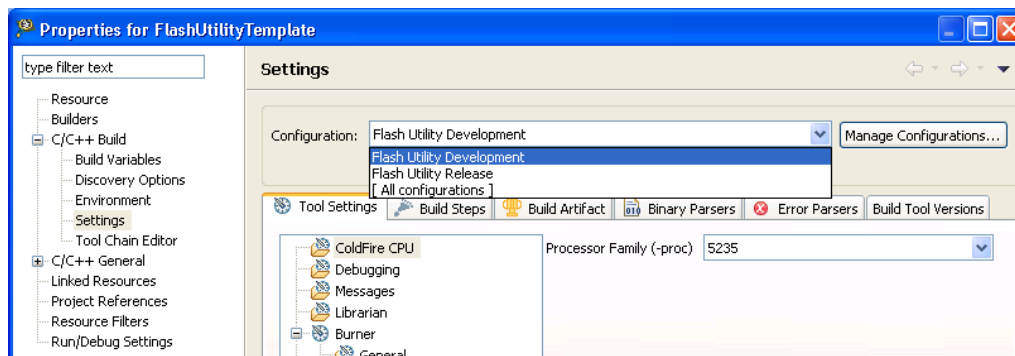 Properties for FlashUtilityTemplate
type filter text
Resource
Builders
C/C++ Build
Build Variables
Discovery Options
Environment
Settings
Tool Chain Editor
C/C++ General
Linked Resources
Project References
Resource Filters
Run/Debug Settings
Settings
Configuration: Flash Utility Development Manage Configurations...
Flash Utility Development
Flash Utility Release
[ All configurations ]
Tool Settings Build Steps Build Artifact Binary Parsers Error Parsers Build Tool Versions
ColdFire CPU
Debugging
Messages
Librarian
Burner
General
Processor Family (-proc) 5235